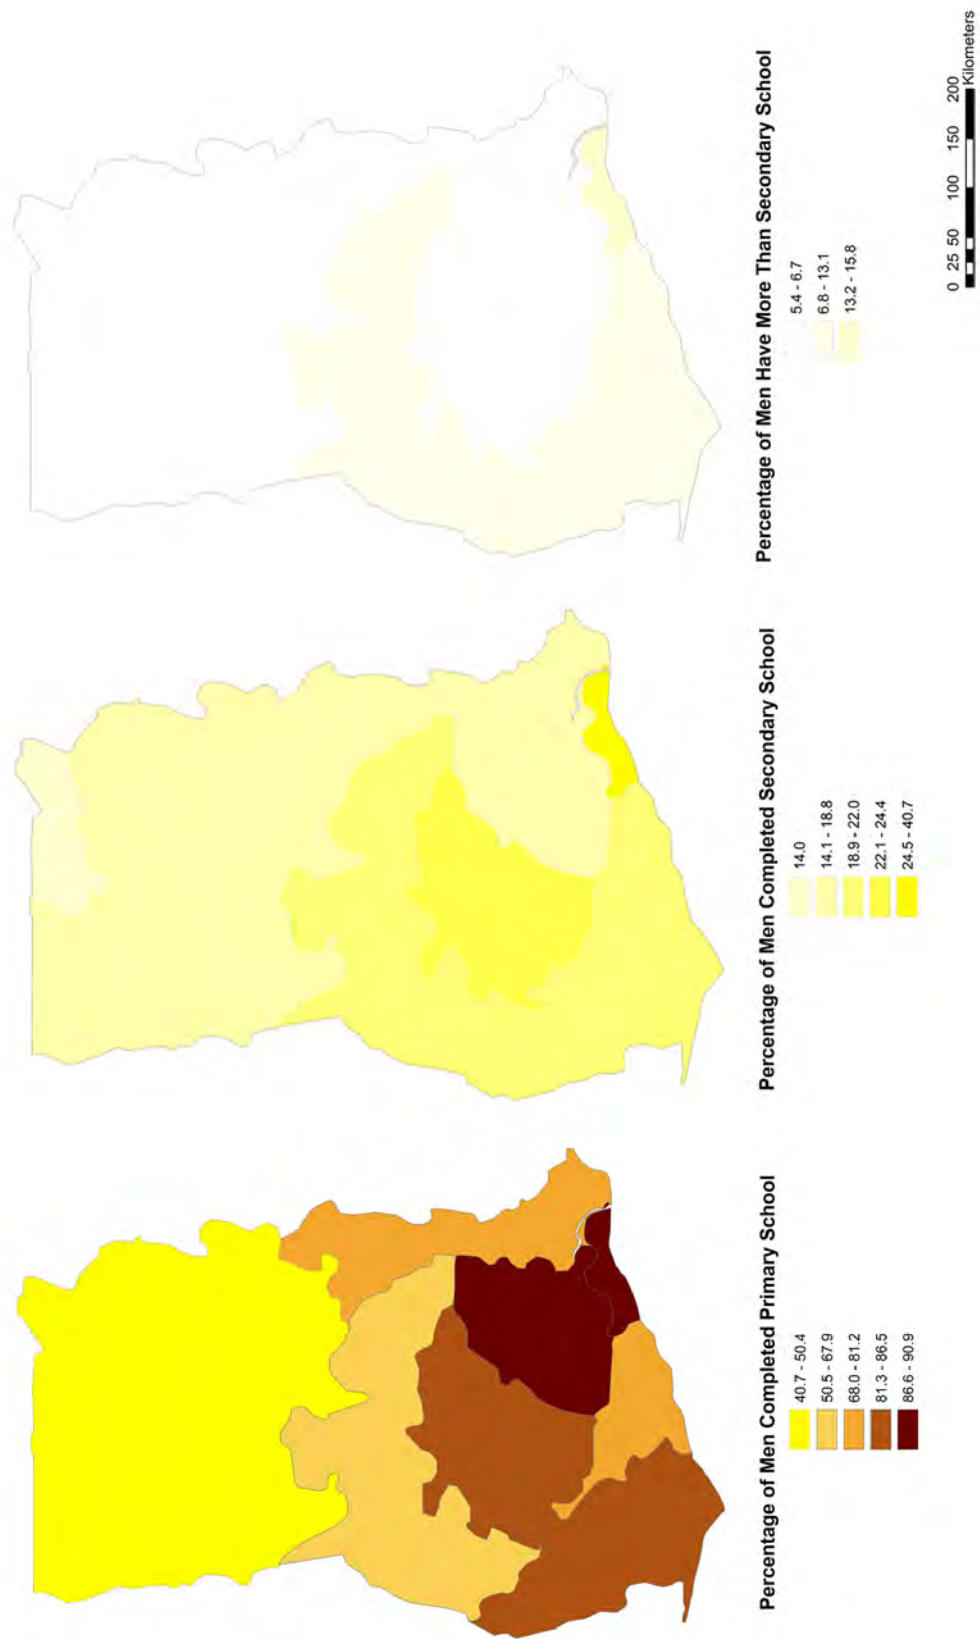 Percentage of Men Completed Primary School
40.7 - 50.4
50.5 - 67.9
68.0 - 81.2
81.3 - 86.5
86.6 - 90.9
Percentage of Men Completed Secondary School
14.0
14.1 - 18.8
18.9 - 22.0
22.1 - 24.4
24.5 - 40.7
Percentage of Men Have More Than Secondary School
5.4 - 6.7
6.8 - 13.1
13.2 - 15.8
0 25 50 100 150 200
Kilometers